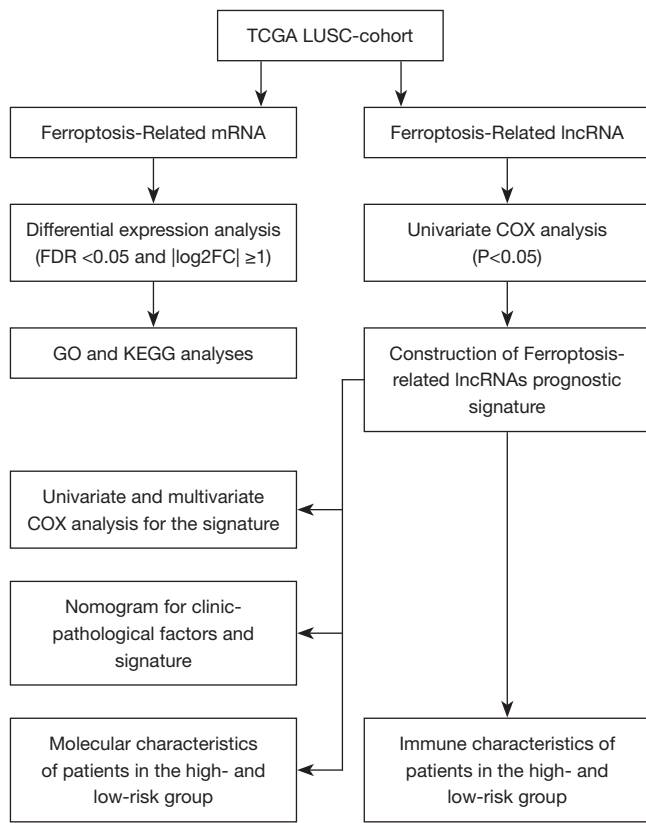 TCGA LUSC-cohort
Ferroptosis-Related mRNA
Ferroptosis-Related lncRNA
Differential expression analysis
(FDR <0.05 and |log2FC| ≥1)
Univariate COX analysis
(P<0.05)
GO and KEGG analyses
Construction of Ferroptosis-
related lncRNAs prognostic
signature
Univariate and multivariate
COX analysis for the signature
Nomogram for clinic-
pathological factors and
signature
Molecular characteristics
of patients in the high- and
low-risk group
Immune characteristics of
patients in the high- and
low-risk group